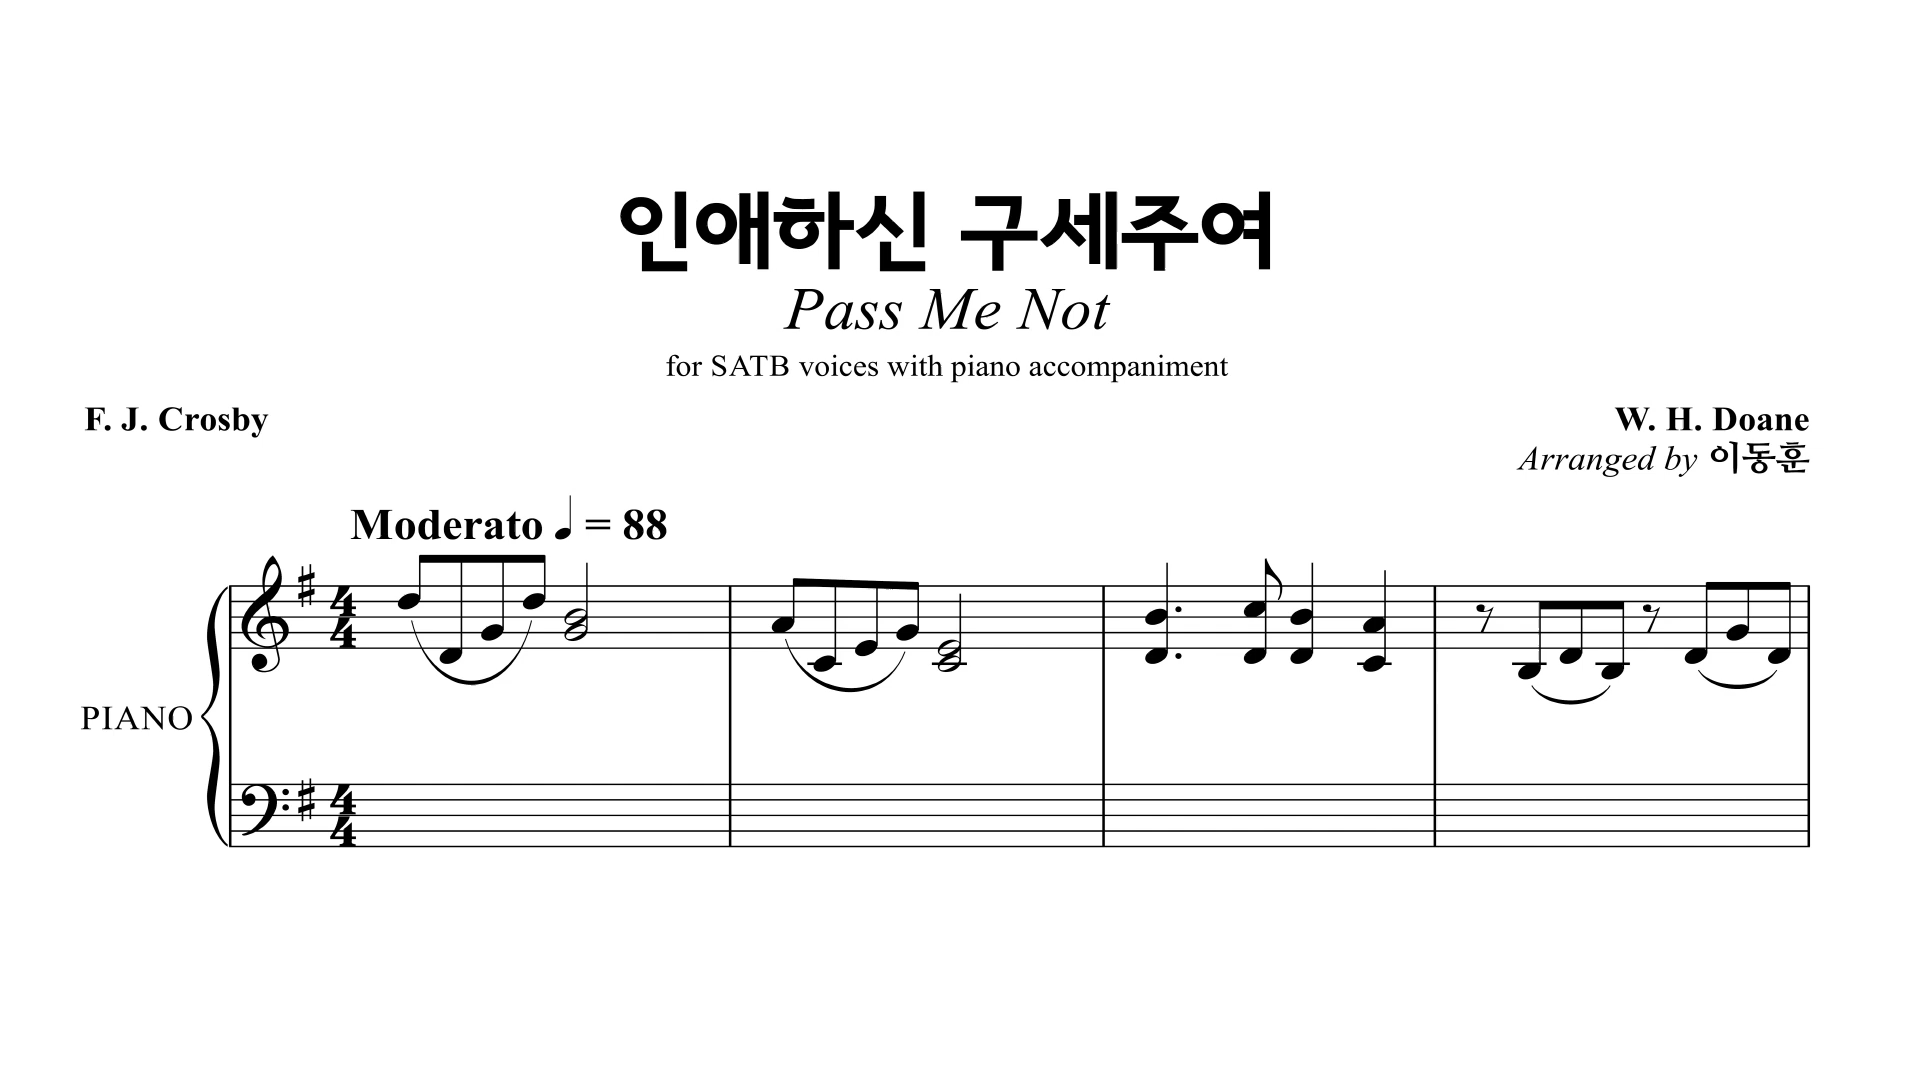 인애하신 구세주여
Pass Me Not
for SATB voices with piano accompaniment
F. J. Crosby
W. H. Doane
Arranged by 이동훈
Moderato ♩ = 88
PIANO